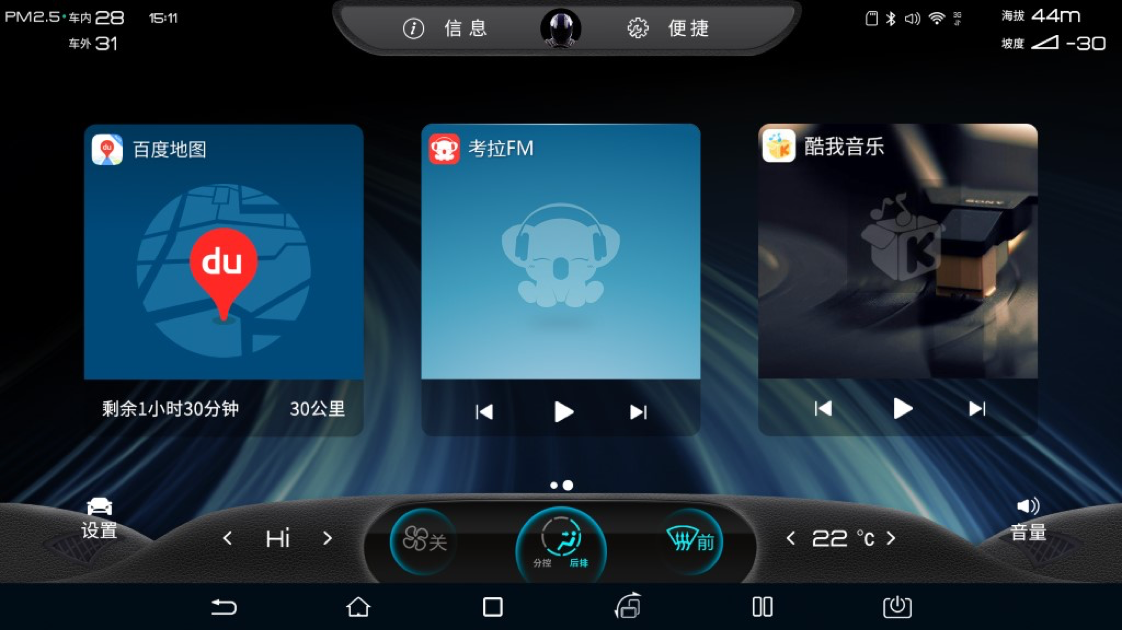 PM2.5 车内 28 15:11
车外 31
信息 便捷
3G
海拔 44m
坡度 -30
百度地图
du
剩余1小时30分钟 30公里
考拉FM
酷我音乐
SONY
K
设置
Hi
关
分控 后排
前
22 ℃
音量